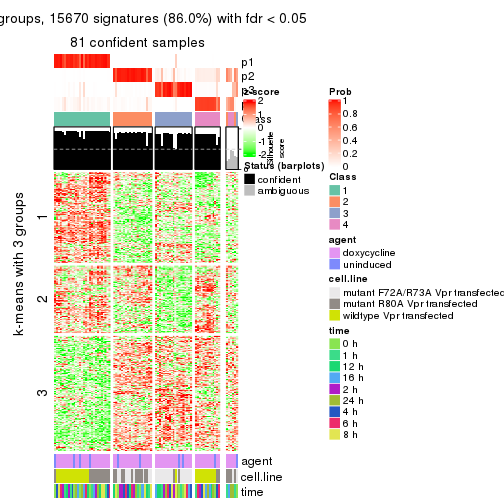 groups, 15670 signatures (86.0%) with fdr < 0.05
81 confident samples
p1
p2
p4
z-score
2
1
0
-1
-2
Silhouette
score
Status (barplots)
confident
ambiguous
Prob
1
0.8
0.6
0.4
0.2
0
Class
1
2
3
4
agent
doxycycline
uninduced
cell.line
mutant F72A/R73A Vpr transfected
mutant R80A Vpr transfected
wildtype Vpr transfected
time
0 h
1 h
12 h
16 h
2 h
24 h
4 h
6 h
8 h
k-means with 3 groups
1
2
3
agent
cell.line
time